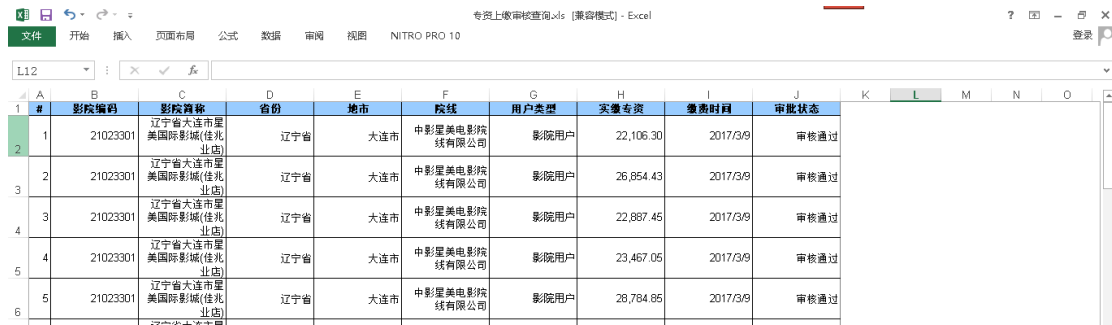 专资上缴审核查询.xls [兼容模式] - Excel
文件 开始 插入 页面布局 公式 数据 审阅 视图 NITRO PRO 10 登录
L12 fx
A B C D E F G H I J K L M N O
1 # 影院编码 影院简称 省份 地市 院线 用户类型 实缴专资 缴费时间 审批状态
辽宁省大连市星
1 21023301 美国际影城(佳兆 辽宁省 大连市 中影星美电影院 影院用户 22,106.30 2017/3/9 审核通过
2 业店) 线有限公司
辽宁省大连市星
2 21023301 美国际影城(佳兆 辽宁省 大连市 中影星美电影院 影院用户 26,854.43 2017/3/9 审核通过
3 业店) 线有限公司
辽宁省大连市星
3 21023301 美国际影城(佳兆 辽宁省 大连市 中影星美电影院 影院用户 22,887.45 2017/3/9 审核通过
4 业店) 线有限公司
辽宁省大连市星
4 21023301 美国际影城(佳兆 辽宁省 大连市 中影星美电影院 影院用户 23,467.05 2017/3/9 审核通过
5 业店) 线有限公司
辽宁省大连市星
5 21023301 美国际影城(佳兆 辽宁省 大连市 中影星美电影院 影院用户 28,784.85 2017/3/9 审核通过
6 业店) 线有限公司